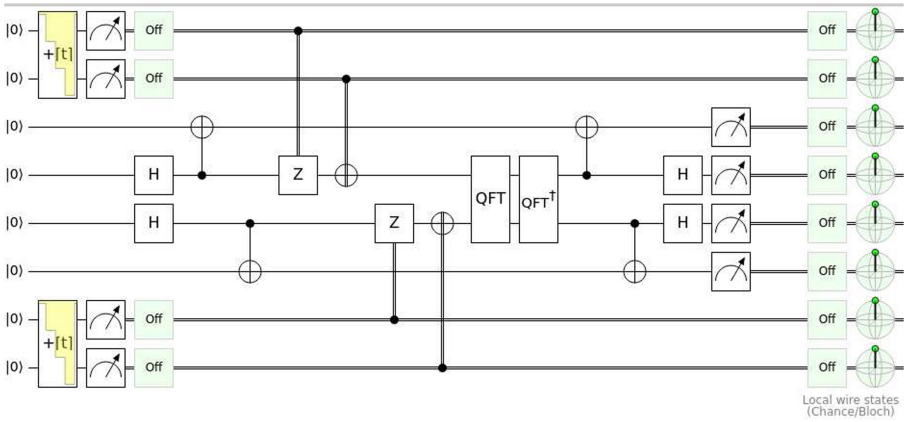 |0⟩ Off Off
|0⟩ +⌈t⌉ Off Off
|0⟩ Off
|0⟩ H Z H Off
QFT QFT†
|0⟩ H Z H Off
|0⟩ Off
|0⟩ Off Off
|0⟩ +⌈t⌉ Off Off
Local wire states
(Chance/Bloch)